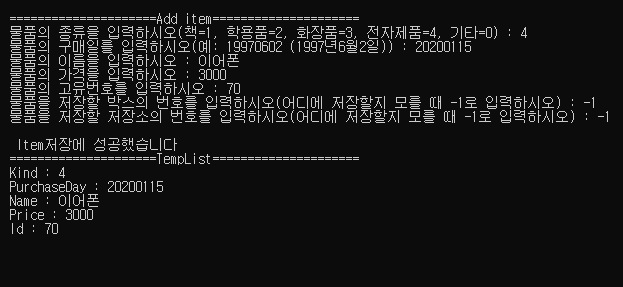 =====================Add item=====================
물품의 종류을 입력하시오(책=1, 학용품=2, 화장품=3, 전자제품=4, 기타=0) : 4
물품의 구매일를 입력하시오(예: 19970602 (1997년6월2일)) : 20200115
물품의 이름을 입력하시오 : 이어폰
물품의 가격을 입력하시오 : 3000
물품의 고유번호를 입력하시오 : 70
물품을 저장할 박스의 번호를 입력하시오(어디에 저장할지 모를 때 -1로 입력하시오) : -1
물품을 저장할 저장소의 번호를 입력하시오(어디에 저장할지 모를 때 -1로 입력하시오) : -1
Item저장에 성공했습니다
=====================TempList=====================
Kind : 4
PurchaseDay : 20200115
Name : 이어폰
Price : 3000
Id : 70